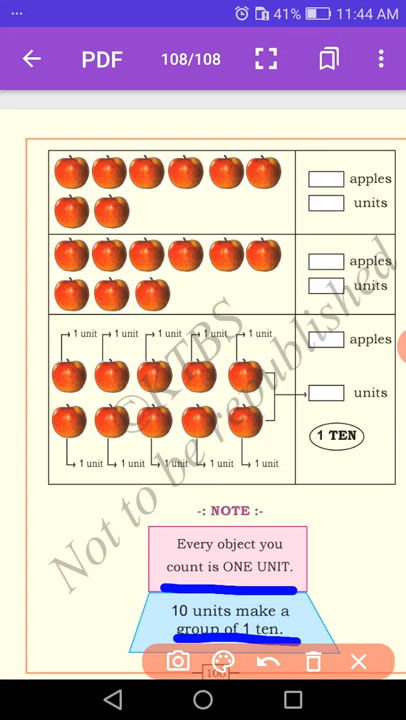 41% 11:44 AM
PDF 108/108
apples
units
apples
units
1 unit 1 unit 1 unit 1 unit 1 unit
apples
units
1 TEN
1 unit 1 unit 1 unit 1 unit 1 unit
©KTBS
Not to be republished
-: NOTE :-
Every object you
count is ONE UNIT.
10 units make a
group of 1 ten.
100